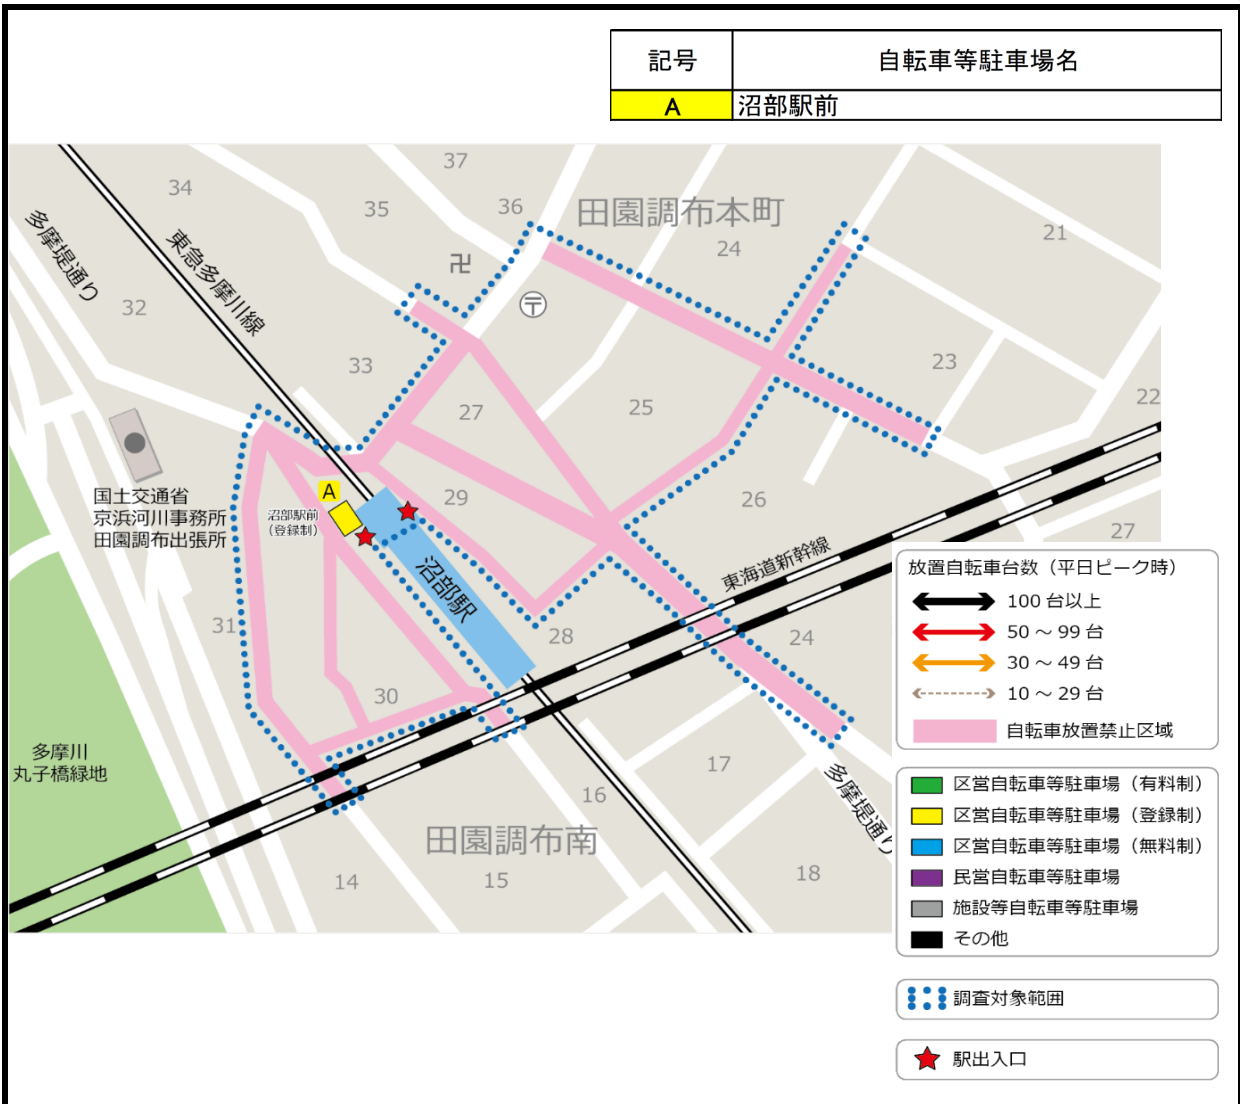 記号 自転車等駐車場名
A 沼部駅前
37
34
35
36
田園調布本町
24
21
多摩堤通り
東急多摩川線
卍
〒
32
33
23
22
27
25
A
国土交通省
京浜河川事務所
田園調布出張所
沼部駅前
（登録制）
29
26
27
沼部駅
東海道新幹線
31
28
24
30
多摩川
丸子橋緑地
17
16
多摩堤通り
田園調布南
14
15
18
放置自転車台数（平日ピーク時）
100 台以上
50 ～ 99 台
30 ～ 49 台
10 ～ 29 台
自転車放置禁止区域
区営自転車等駐車場（有料制）
区営自転車等駐車場（登録制）
区営自転車等駐車場（無料制）
民営自転車等駐車場
施設等自転車等駐車場
その他
調査対象範囲
駅出入口